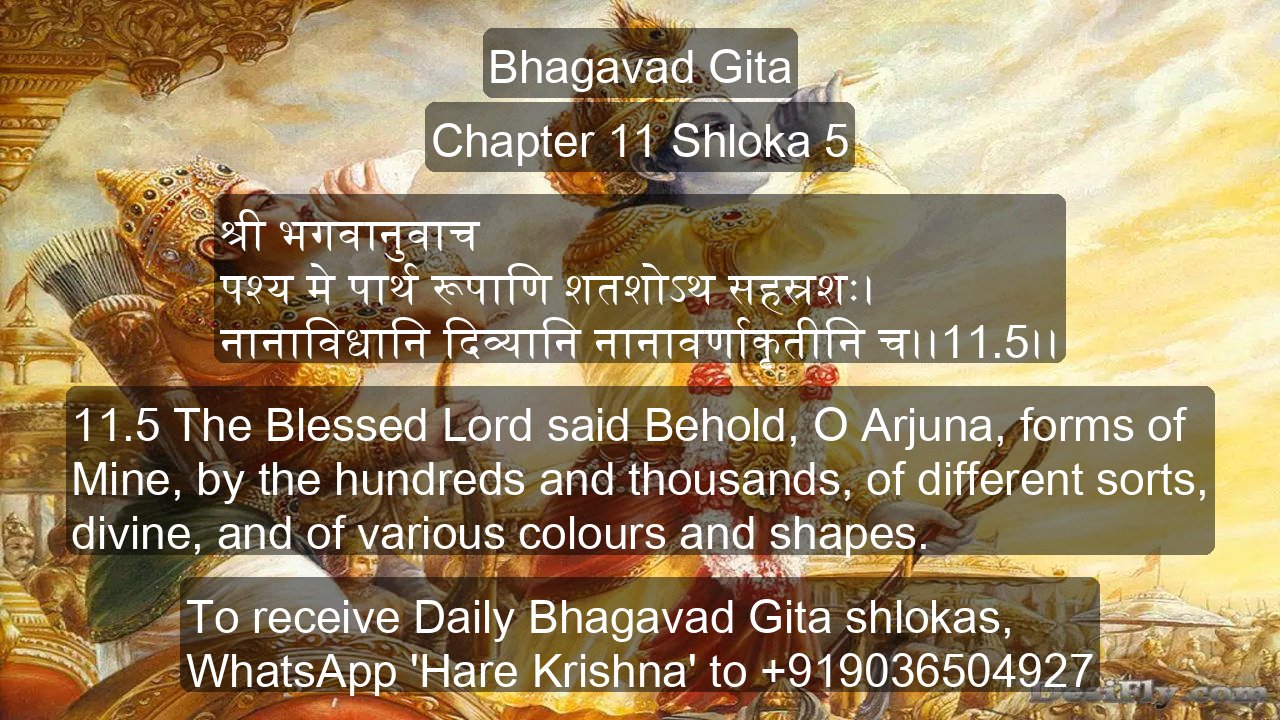 Bhagavad Gita
Chapter 11 Shloka 5
श्री भगवानुवाच
पश्य मे पार्थ रूपाणि शतशोऽथ सहस्रशः।
नानाविधानि दिव्यानि नानावर्णाकृतीनि च।।11.5।।
11.5 The Blessed Lord said Behold, O Arjuna, forms of
Mine, by the hundreds and thousands, of different sorts,
divine, and of various colours and shapes.
To receive Daily Bhagavad Gita shlokas,
WhatsApp 'Hare Krishna' to +919036504927
DesiFly.com